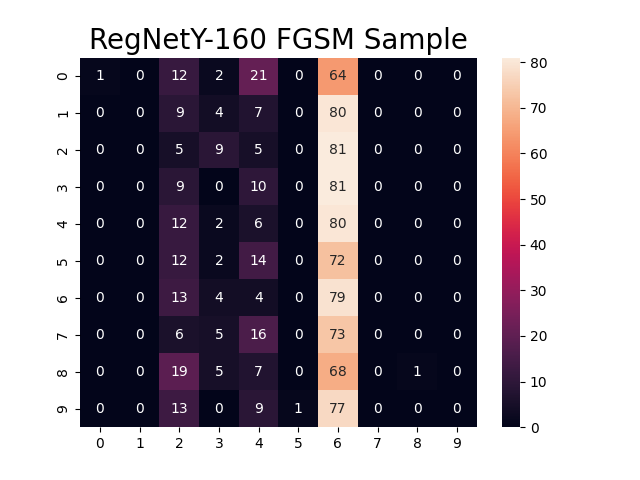 RegNetY-160 FGSM Sample
0 1 0 12 2 21 0 64 0 0 0
1 0 0 9 4 7 0 80 0 0 0
2 0 0 5 9 5 0 81 0 0 0
3 0 0 9 0 10 0 81 0 0 0
4 0 0 12 2 6 0 80 0 0 0
5 0 0 12 2 14 0 72 0 0 0
6 0 0 13 4 4 0 79 0 0 0
7 0 0 6 5 16 0 73 0 0 0
8 0 0 19 5 7 0 68 0 1 0
9 0 0 13 0 9 1 77 0 0 0
0 1 2 3 4 5 6 7 8 9
80
70
60
50
40
30
20
10
0